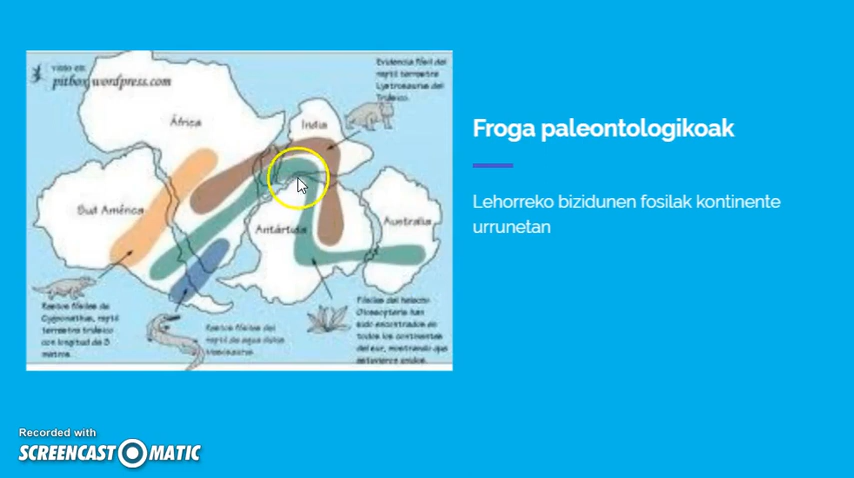 visto en:
pitbox.wordpress.com
África
India
Sud América
Antártida
Australia
Evidencia fósil del
reptil terrestre
Lystrosaurus del
Triásico.
Restos fósiles de
Cygnonathus, reptil
terrestre triásico
con longitud de 3
metros.
Restos fósiles del
reptil de agua dulce
Fósiles del helecho
Glossopteris han
sido encontrados en
todos los continentes
del sur, mostrando que
estuvieron unidos.
Froga paleontologikoak
Lehorreko bizidunen fosilak kontinente
urrunetan
Recorded with
SCREENCAST MATIC